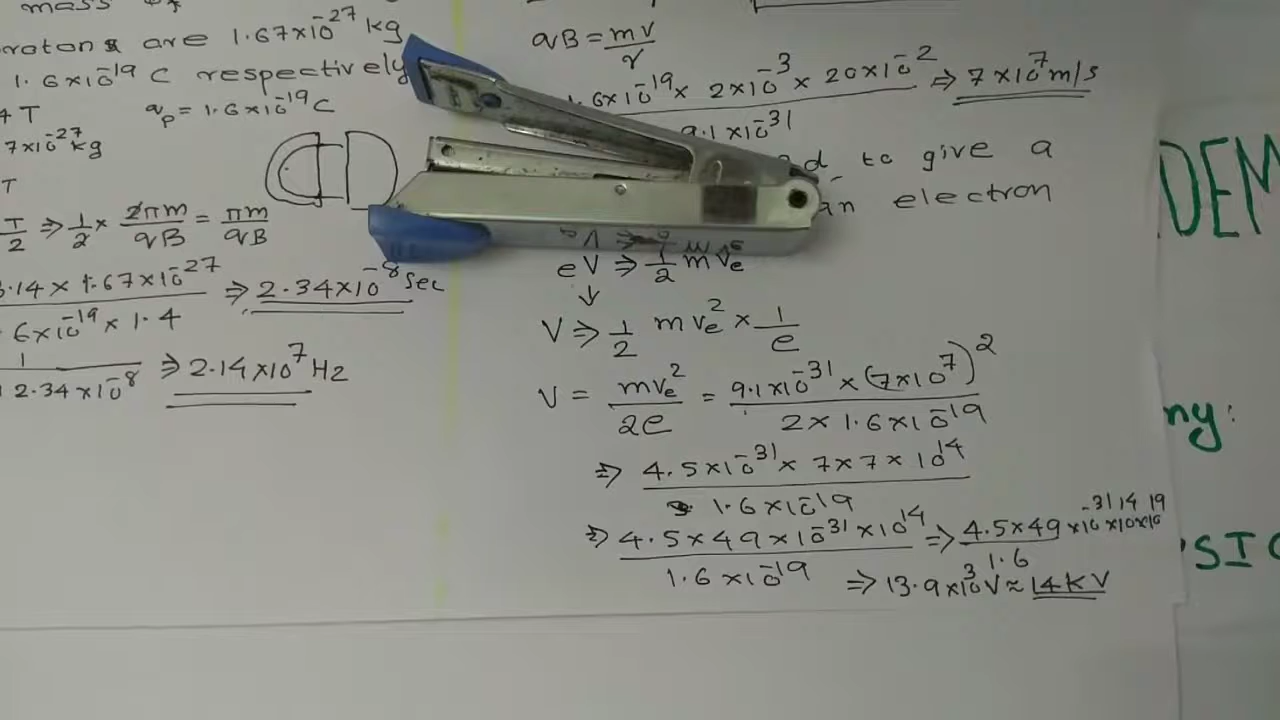 mass of
rotons are 1.67×10⁻²⁷ kg
1.6×10⁻¹⁹ C respectively
4 T qₚ = 1.6×10⁻¹⁹ C
7×10⁻²⁷ kg
T
T/2 ⇒ 1/2 × 2πm/qB = πm/qB
3.14 × 1.67×10⁻²⁷ / 6×10⁻¹⁹ × 1.4 ⇒ 2.34×10⁻⁸ Sec
1 / 2.34×10⁻⁸ ⇒ 2.14×10⁷ Hz
qB = mv/r
1.6×10⁻¹⁹ × 2×10⁻³ × 20×10⁻² / 9.1×10⁻³¹ ⇒ 7×10⁷ m/s
d to give a
an electron
eV ⇒ 1/2 mvₑ²
↓
V ⇒ 1/2 mvₑ² × 1/e
V = mvₑ²/2e = 9.1×10⁻³¹ × (7×10⁷)² / 2×1.6×10⁻¹⁹
⇒ 4.5×10⁻³¹ × 7×7×10¹⁴ / 1.6×10⁻¹⁹
⇒ 4.5×49×10⁻³¹×10¹⁴ / 1.6×10⁻¹⁹ ⇒ 4.5×49/1.6 ×10⁻³¹×10¹⁴×10¹⁹
⇒ 13.9×10³ V ≈ 14 KV
DEM
ny:
SIC